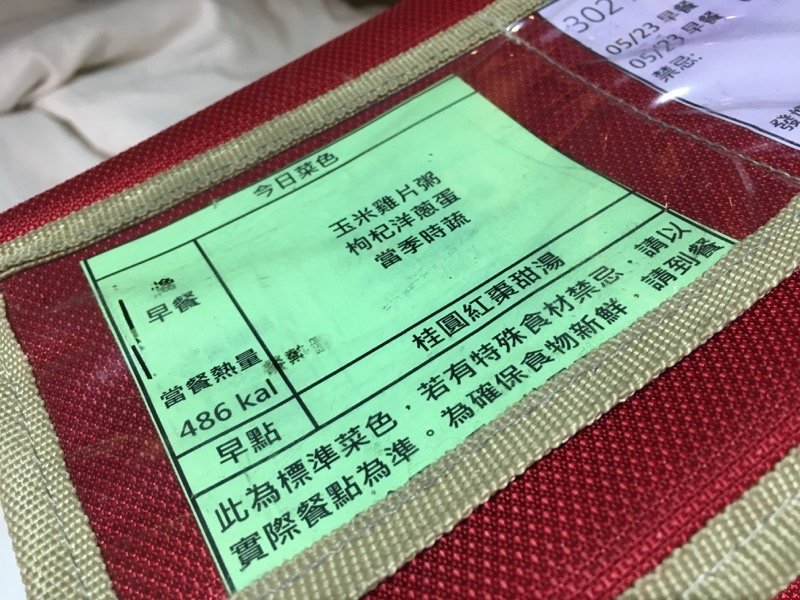 今日菜色
早餐
玉米雞片粥
枸杞洋蔥蛋
當季時蔬
當餐熱量
486 kal
早點
桂圓紅棗甜湯
此為標準菜色，若有特殊食材禁忌，請以
實際餐點為準。為確保食物新鮮，請到餐
302
05/23 早餐
05/23 早餐
禁忌: